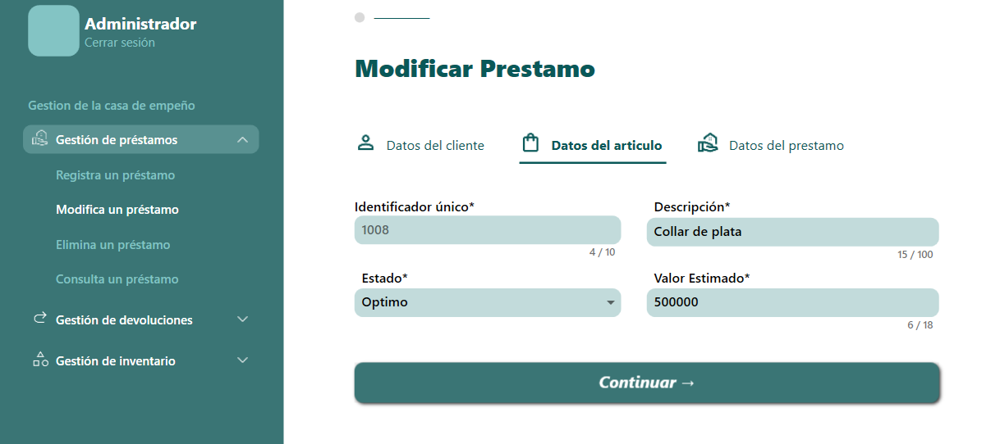 Administrador
Cerrar sesión
Gestion de la casa de empeño
Gestión de préstamos
Registra un préstamo
Modifica un préstamo
Elimina un préstamo
Consulta un préstamo
Gestión de devoluciones
Gestión de inventario
Modificar Prestamo
Datos del cliente
Datos del articulo
Datos del prestamo
Identificador único*
1008
4 / 10
Descripción*
Collar de plata
15 / 100
Estado*
Optimo
Valor Estimado*
500000
6 / 18
Continuar →